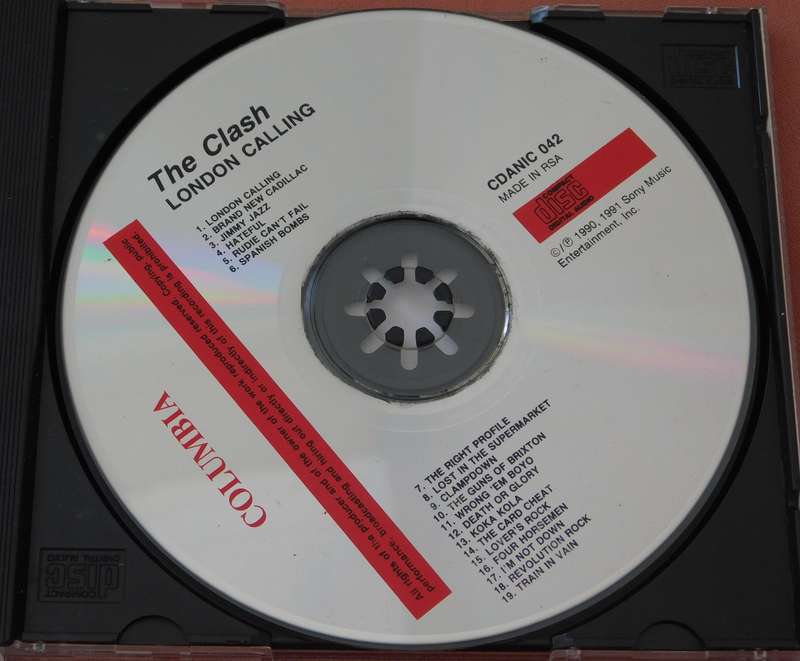 The Clash
LONDON CALLING
1. LONDON CALLING
2. BRAND NEW CADILLAC
3. JIMMY JAZZ
4. HATEFUL
5. RUDIE CAN'T FAIL
6. SPANISH BOMBS
CDANIC 042
MADE IN RSA
COMPACT
disc
DIGITAL AUDIO
©/℗ 1990, 1991 Sony Music
Entertainment, Inc.
All rights of the producer and of the owner of the work reproduced reserved. Copying, public
performance, broadcasting and hiring out directly or indirectly of this recording is prohibited.
COLUMBIA
7. THE RIGHT PROFILE
8. LOST IN THE SUPERMARKET
9. CLAMPDOWN
10. THE GUNS OF BRIXTON
11. WRONG 'EM BOYO
12. DEATH OR GLORY
13. KOKA KOLA
14. THE CARD CHEAT
15. LOVER'S ROCK
16. FOUR HORSEMEN
17. I'M NOT DOWN
18. REVOLUTION ROCK
19. TRAIN IN VAIN
COMPACT
disc
DIGITAL AUDIO